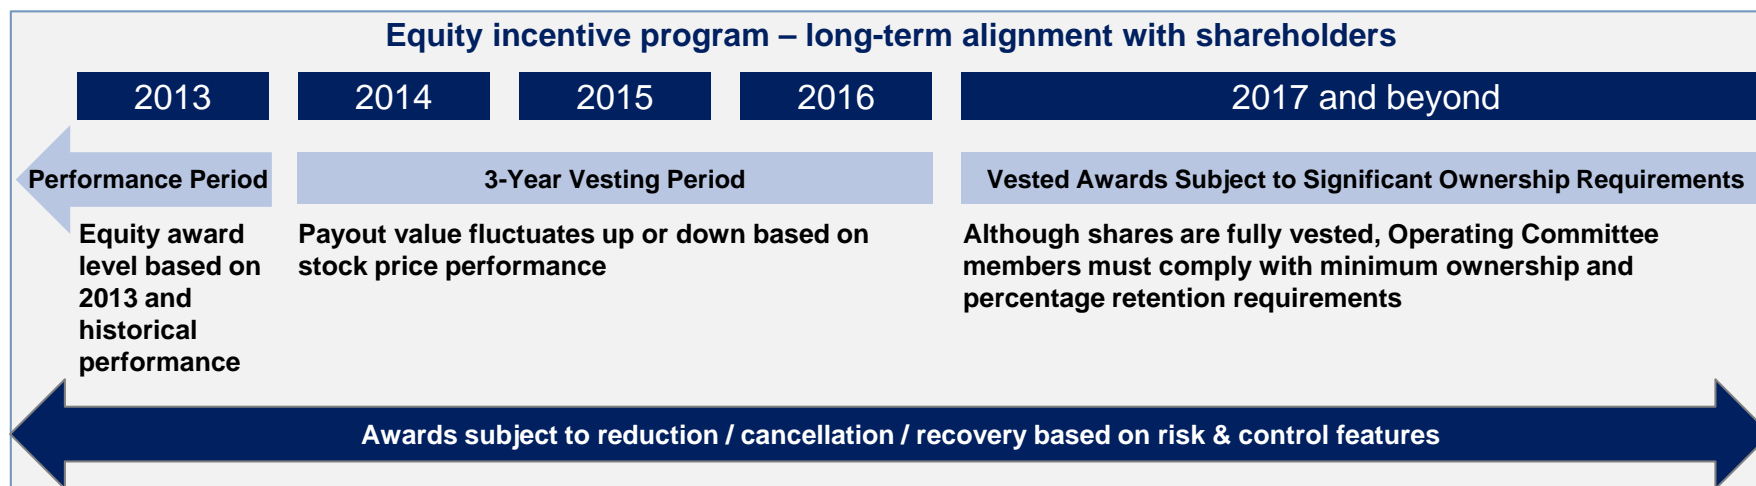 Equity incentive program – long-term alignment with shareholders
2013
2014
2015
2016
2017 and beyond
Performance Period
3-Year Vesting Period
Vested Awards Subject to Significant Ownership Requirements
Equity award
level based on
2013 and
historical
performance
Payout value fluctuates up or down based on
stock price performance
Although shares are fully vested, Operating Committee
members must comply with minimum ownership and
percentage retention requirements
Awards subject to reduction / cancellation / recovery based on risk & control features